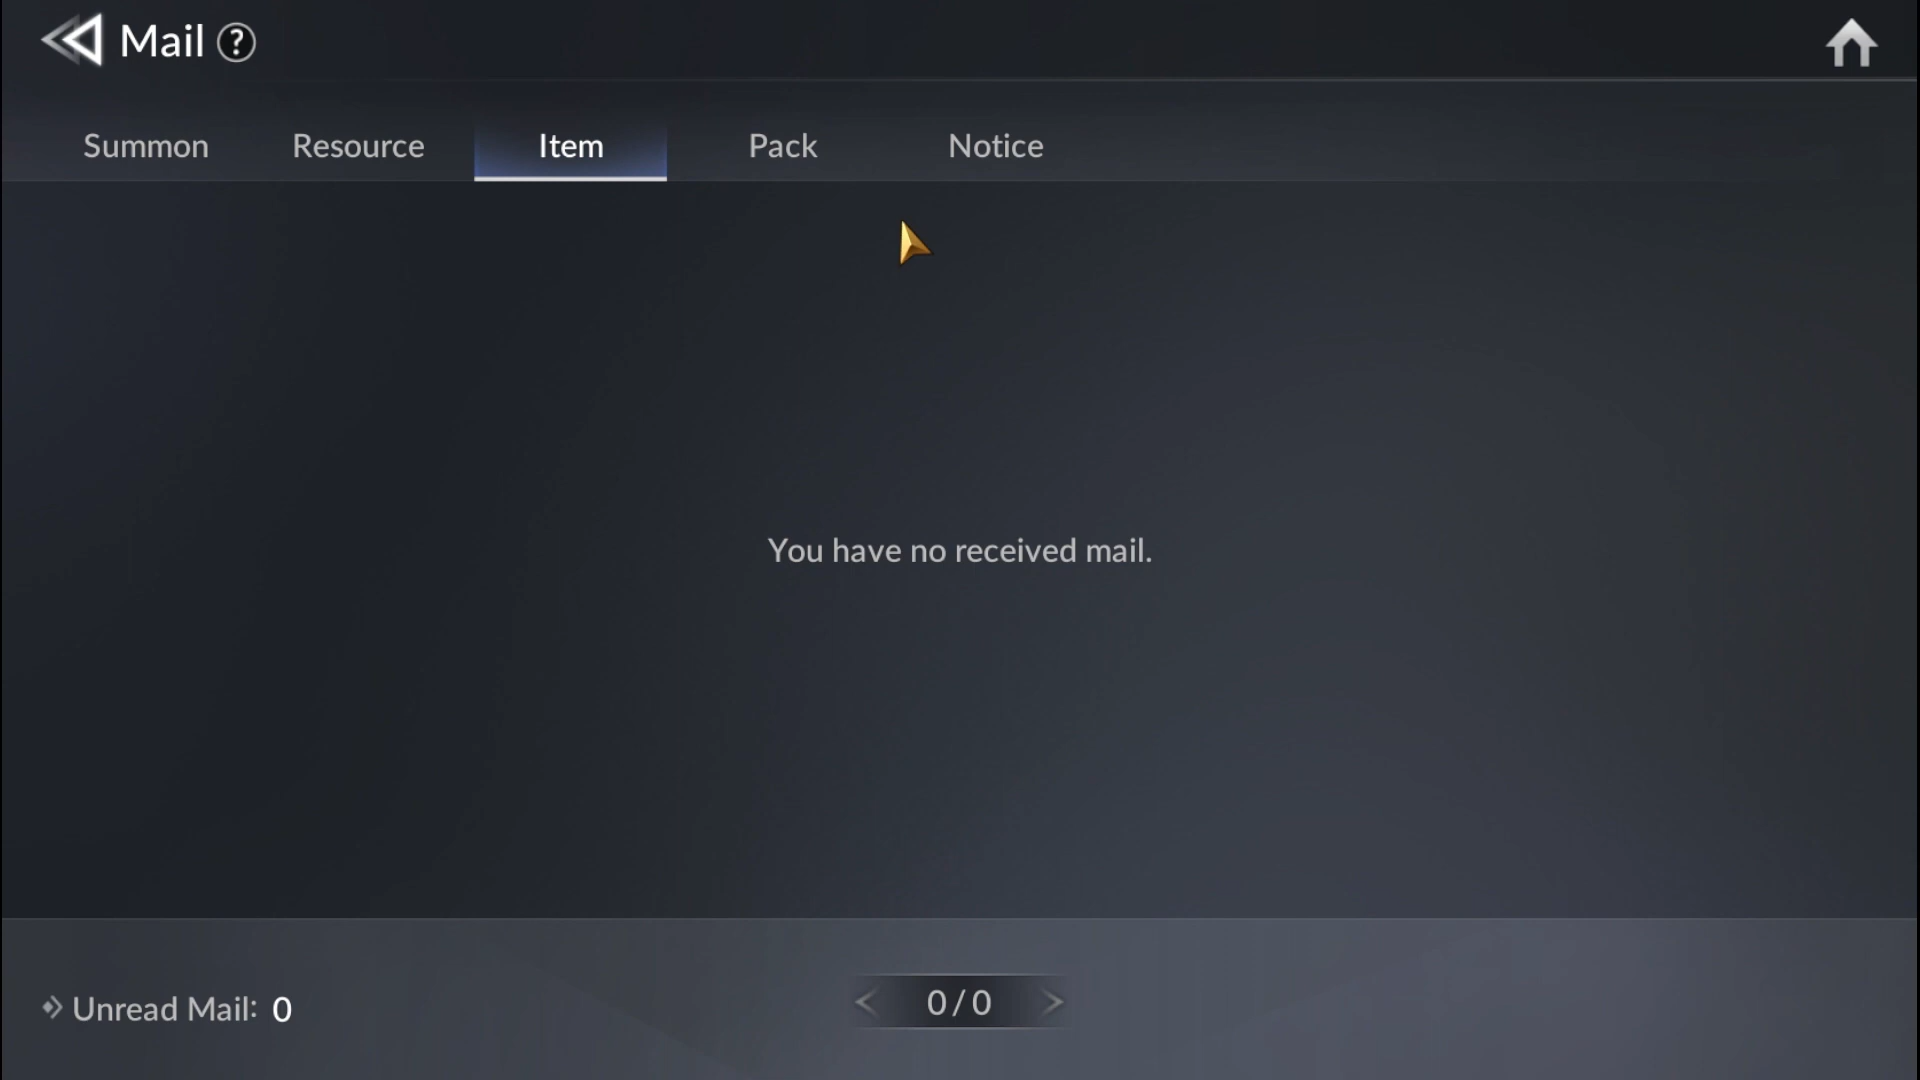 Mail ?
Summon Resource Item Pack Notice
You have no received mail.
Unread Mail: 0
< 0/0 >